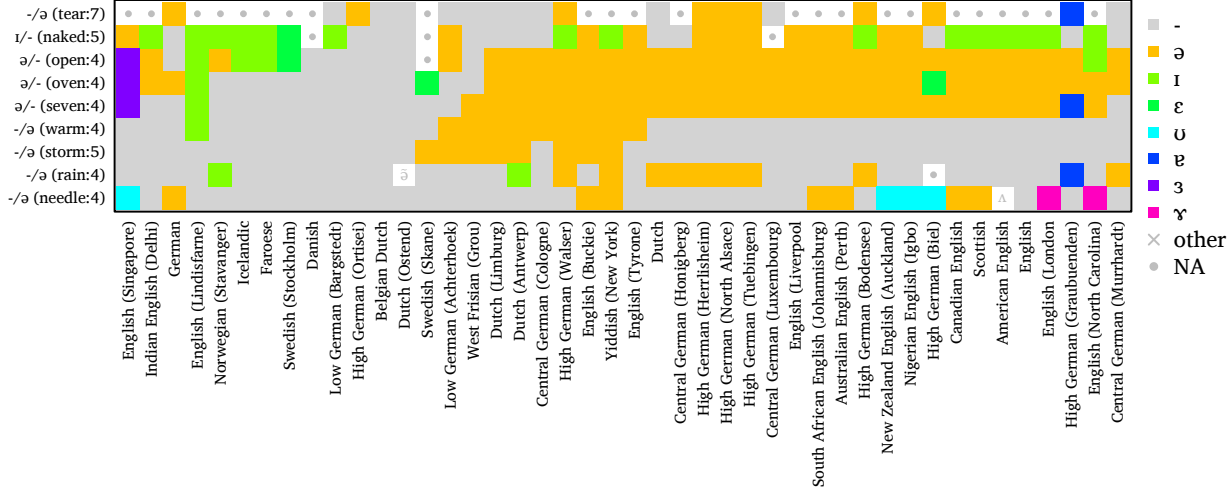 -/ə (tear:7)
ɪ/- (naked:5)
ə/- (open:4)
ə/- (oven:4)
ə/- (seven:4)
-/ə (warm:4)
-/ə (storm:5)
-/ə (rain:4)
-/ə (needle:4)
ə̃
ʌ
English (Singapore)
Indian English (Delhi)
German
English (Lindisfarne)
Norwegian (Stavanger)
Icelandic
Faroese
Swedish (Stockholm)
Danish
Low German (Bargstedt)
High German (Ortisei)
Belgian Dutch
Dutch (Ostend)
Swedish (Skane)
Low German (Achterhoek)
West Frisian (Grou)
Dutch (Limburg)
Dutch (Antwerp)
Central German (Cologne)
High German (Walser)
English (Buckie)
Yiddish (New York)
English (Tyrone)
Dutch
Central German (Honigberg)
High German (Herrlisheim)
High German (North Alsace)
High German (Tuebingen)
Central German (Luxembourg)
English (Liverpool)
South African English (Johannisburg)
Australian English (Perth)
High German (Bodensee)
New Zealand English (Auckland)
Nigerian English (Igbo)
High German (Biel)
Canadian English
Scottish
American English
English
English (London)
High German (Graubuenden)
English (North Carolina)
Central German (Murrhardt)
-
ə
ɪ
ɛ
ʊ
ɐ
ɜ
ɤ
other
NA